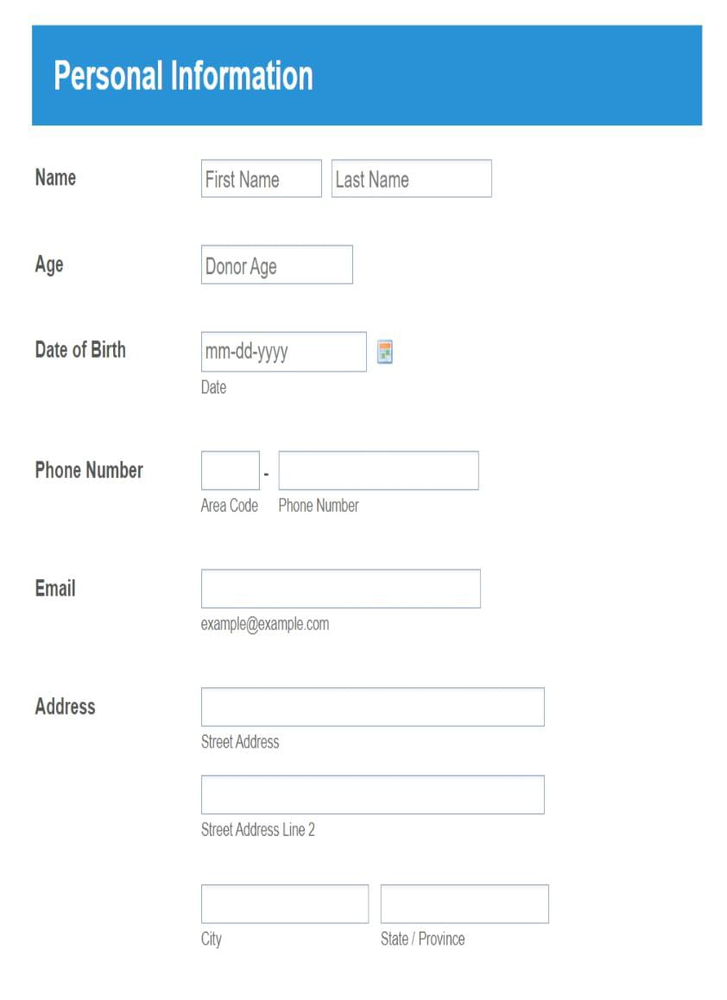 Personal Information
Name First Name Last Name
Age Donor Age
Date of Birth mm-dd-yyyy
Date
Phone Number -
Area Code Phone Number
Email
example@example.com
Address
Street Address
Street Address Line 2
City State / Province